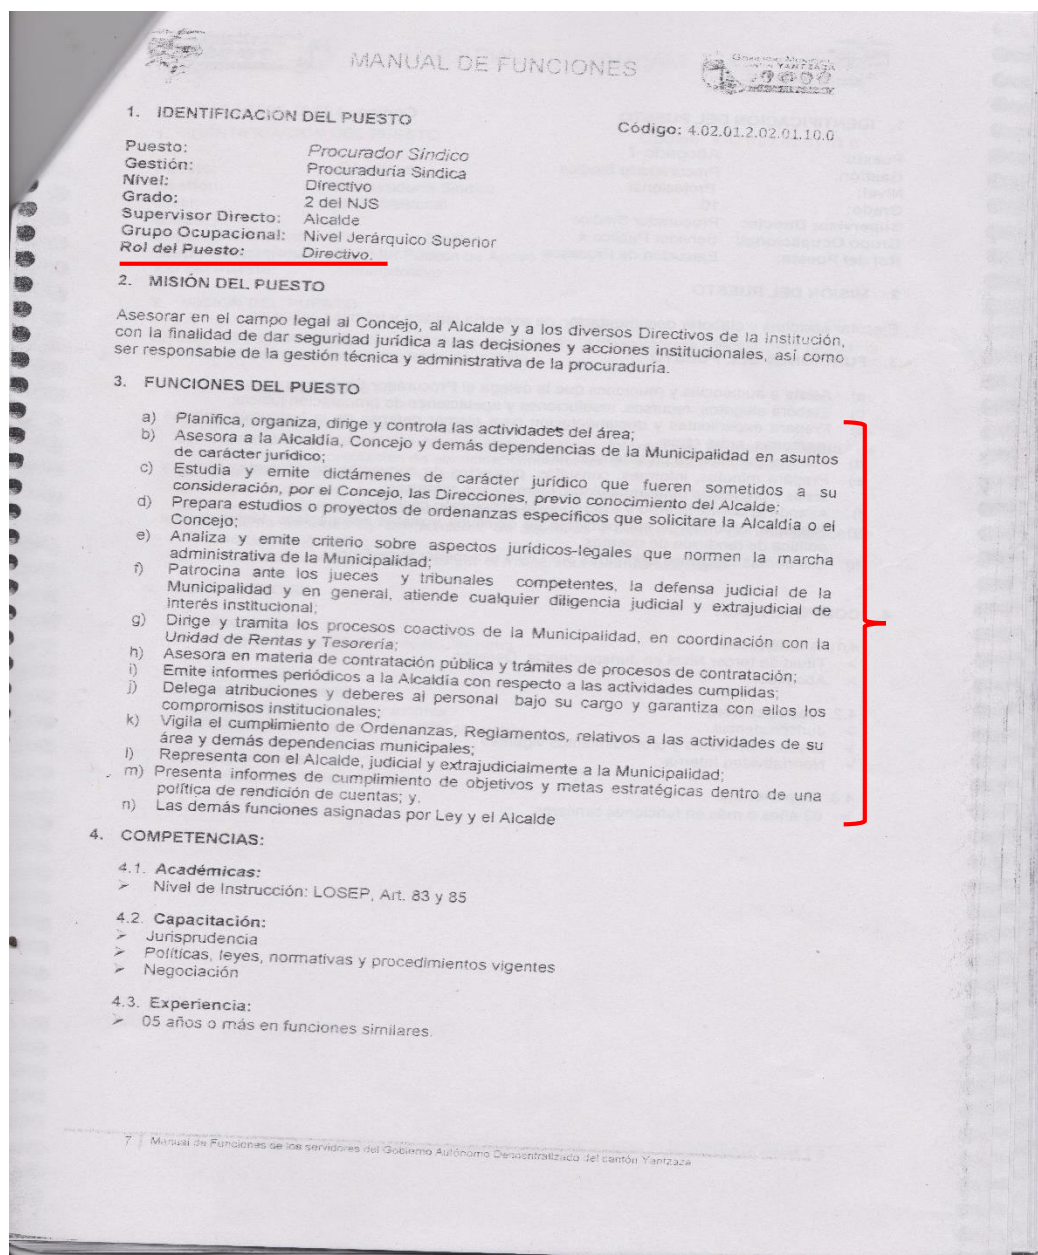 MANUAL DE FUNCIONES
1. IDENTIFICACION DEL PUESTO
Código: 4.02.01.2.02.01.10.0
Puesto: Procurador Síndico
Gestión: Procuraduría Sindica
Nivel: Directivo
Grado: 2 del NJS
Supervisor Directo: Alcalde
Grupo Ocupacional: Nivel Jerárquico Superior
Rol del Puesto: Directivo.
2. MISIÓN DEL PUESTO
Asesorar en el campo legal al Concejo, al Alcalde y a los diversos Directivos de la institución,
con la finalidad de dar seguridad jurídica a las decisiones y acciones institucionales, así como
ser responsable de la gestión técnica y administrativa de la procuraduría.
3. FUNCIONES DEL PUESTO
a) Planifica, organiza, dirige y controla las actividades del área;
b) Asesora a la Alcaldía, Concejo y demás dependencias de la Municipalidad en asuntos
de carácter jurídico;
c) Estudia y emite dictámenes de carácter jurídico que fueren sometidos a su
consideración, por el Concejo, las Direcciones, previo conocimiento del Alcalde;
d) Prepara estudios o proyectos de ordenanzas específicos que solicitare la Alcaldía o el
Concejo;
e) Analiza y emite criterio sobre aspectos jurídicos-legales que normen la marcha
administrativa de la Municipalidad;
f) Patrocina ante los jueces y tribunales competentes, la defensa judicial de la
Municipalidad y en general, atiende cualquier diligencia judicial y extrajudicial de
interés institucional;
g) Dirige y tramita los procesos coactivos de la Municipalidad, en coordinación con la
Unidad de Rentas y Tesorería;
h) Asesora en materia de contratación pública y trámites de procesos de contratación;
i) Emite informes periódicos a la Alcaldía con respecto a las actividades cumplidas;
j) Delega atribuciones y deberes al personal bajo su cargo y garantiza con ellos los
compromisos institucionales;
k) Vigila el cumplimiento de Ordenanzas, Reglamentos, relativos a las actividades de su
área y demás dependencias municipales;
l) Representa con el Alcalde, judicial y extrajudicialmente a la Municipalidad;
m) Presenta informes de cumplimiento de objetivos y metas estratégicas dentro de una
política de rendición de cuentas; y.
n) Las demás funciones asignadas por Ley y el Alcalde
4. COMPETENCIAS:
4.1. Académicas:
➢ Nivel de Instrucción: LOSEP, Art. 83 y 85
4.2. Capacitación:
➢ Jurisprudencia
➢ Políticas, leyes, normativas y procedimientos vigentes
➢ Negociación
4.3. Experiencia:
➢ 05 años o más en funciones similares.
7 | Manual de Funciones de los servidores del Gobierno Autónomo Descentralizado del cantón Yantzaza